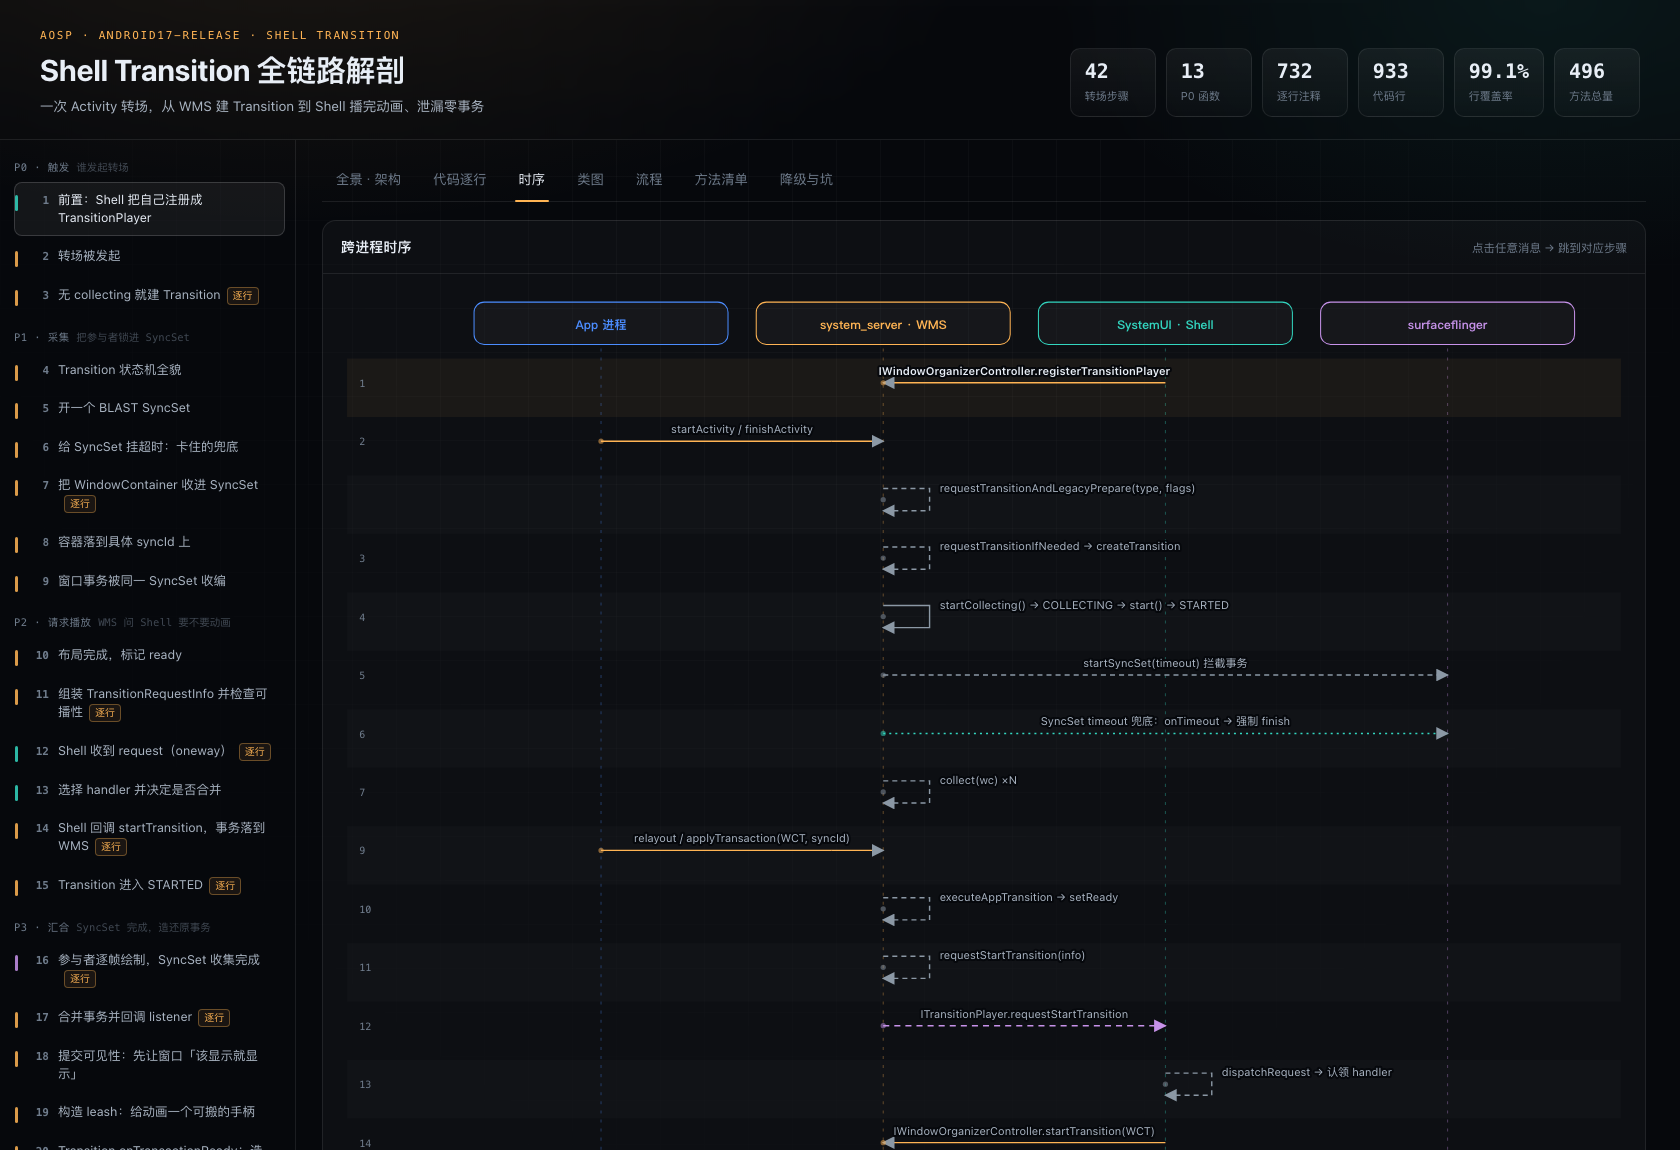 AOSP · ANDROID17-RELEASE · SHELL TRANSITION
Shell Transition 全链路解剖
一次 Activity 转场，从 WMS 建 Transition 到 Shell 播完动画、泄漏零事务
42
转场步骤
13
P0 函数
732
逐行注释
933
代码行
99.1%
行覆盖率
496
方法总量
P0 · 触发 谁发起转场
1 前置：Shell 把自己注册成
TransitionPlayer
2 转场被发起
3 无 collecting 就建 Transition 逐行
P1 · 采集 把参与者锁进 SyncSet
4 Transition 状态机全貌
5 开一个 BLAST SyncSet
6 给 SyncSet 挂超时：卡住的兜底
7 把 WindowContainer 收进 SyncSet
逐行
8 容器落到具体 syncId 上
9 窗口事务被同一 SyncSet 收编
P2 · 请求播放 WMS 问 Shell 要不要动画
10 布局完成，标记 ready
11 组装 TransitionRequestInfo 并检查可
播性 逐行
12 Shell 收到 request（oneway） 逐行
13 选择 handler 并决定是否合并
14 Shell 回调 startTransition，事务落到
WMS 逐行
15 Transition 进入 STARTED 逐行
P3 · 汇合 SyncSet 完成，造还原事务
16 参与者逐帧绘制，SyncSet 收集完成
逐行
17 合并事务并回调 listener 逐行
18 提交可见性：先让窗口「该显示就显
示」
19 构造 leash：给动画一个可搬的手柄
20 Transition.onTransactionReady：造
全景 · 架构
代码逐行
时序
类图
流程
方法清单
降级与坑
跨进程时序
点击任意消息 → 跳到对应步骤
App 进程
system_server · WMS
SystemUI · Shell
surfaceflinger
1 IWindowOrganizerController.registerTransitionPlayer
2 startActivity / finishActivity
requestTransitionAndLegacyPrepare(type, flags)
3 requestTransitionIfNeeded → createTransition
4 startCollecting() → COLLECTING → start() → STARTED
5 startSyncSet(timeout) 拦截事务
6 SyncSet timeout 兜底：onTimeout → 强制 finish
7 collect(wc) ×N
9 relayout / applyTransaction(WCT, syncId)
10 executeAppTransition → setReady
11 requestStartTransition(info)
12 ITransitionPlayer.requestStartTransition
13 dispatchRequest → 认领 handler
14 IWindowOrganizerController.startTransition(WCT)